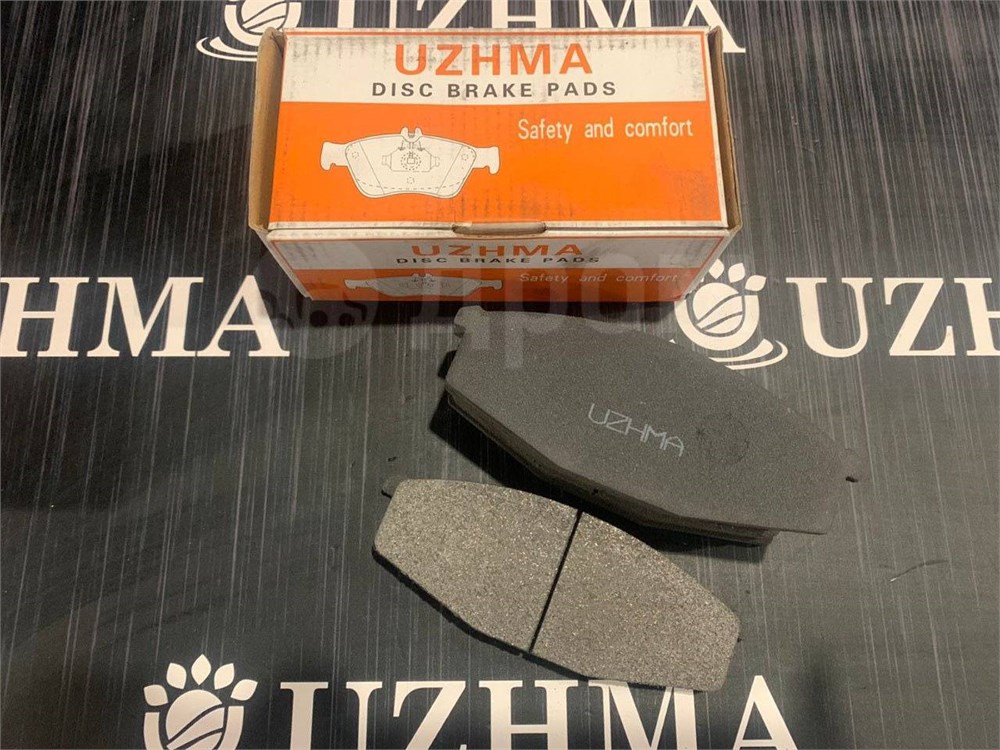 UZHMA
UZHMA
DISC BRAKE PADS
Safety and comfort
UZHMA
DISC BRAKE PADS
Safety and comfort
HMA
UZH
UZHMA
UZHMA